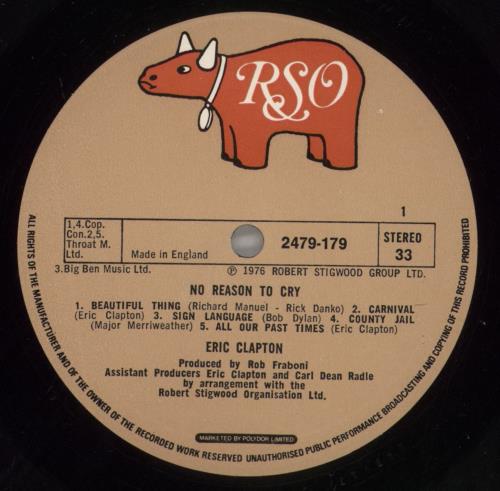 RSO
1
1,4.Cop.
Con.2,5.
Throat M.
Ltd.
Made in England
2479-179
STEREO
33
3.Big Ben Music Ltd.
℗ 1976 ROBERT STIGWOOD GROUP LTD.
NO REASON TO CRY
1. BEAUTIFUL THING (Richard Manuel - Rick Danko) 2. CARNIVAL
(Eric Clapton) 3. SIGN LANGUAGE (Bob Dylan) 4. COUNTY JAIL
(Major Merriweather) 5. ALL OUR PAST TIMES (Eric Clapton)
ERIC CLAPTON
Produced by Rob Fraboni
Assistant Producers Eric Clapton and Carl Dean Radle
by arrangement with the
Robert Stigwood Organisation Ltd.
MARKETED BY POLYDOR LIMITED
ALL RIGHTS OF THE MANUFACTURER AND OF THE OWNER OF THE RECORDED WORK RESERVED UNAUTHORISED PUBLIC PERFORMANCE BROADCASTING AND COPYING OF THIS RECORD PROHIBITED